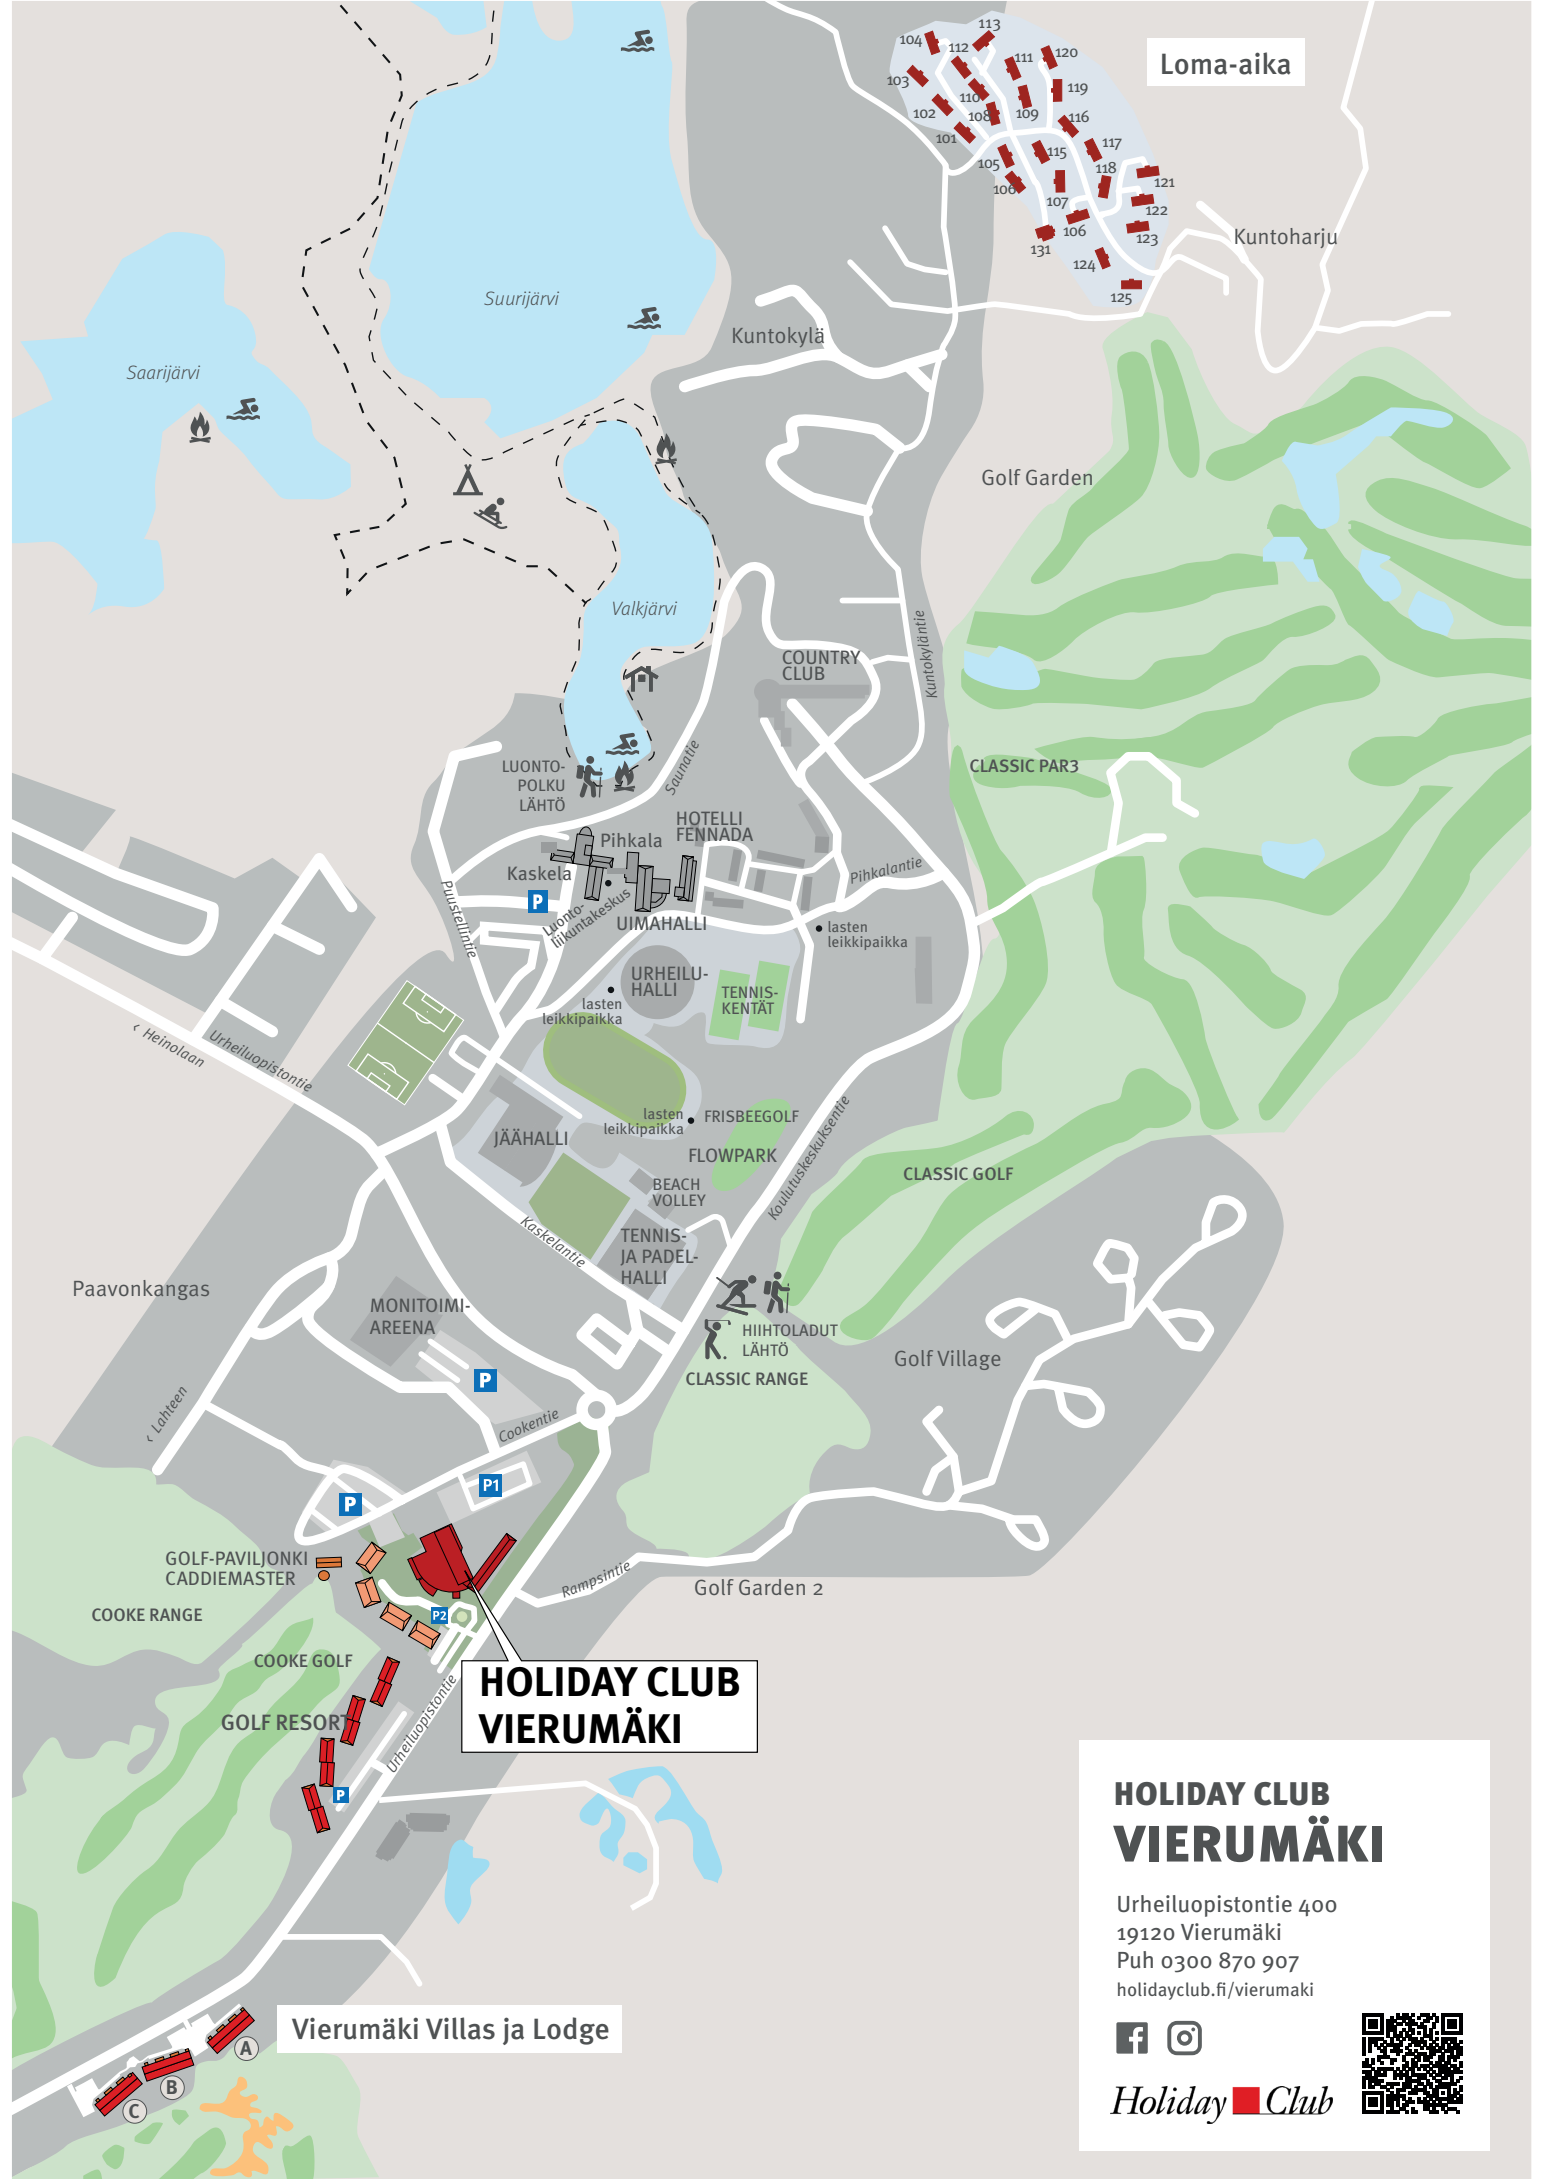 104
113
112
111
120
Loma-aika
103
110
119
102
108
109
116
101
105
115
117
118
106
107
121
122
106
123
131
124
125
Kuntoharju
Suurijärvi
Kuntokylä
Saarijärvi
Golf Garden
Valkjärvi
Kuntokyläntie
COUNTRY
CLUB
LUONTO-
POLKU
LÄHTÖ
Saunatie
CLASSIC PAR3
HOTELLI
FENNADA
Pihkala
Kaskela
Pihkalantie
P
Puustellintie
Luonto-
liikuntakeskus
UIMAHALLI
lasten
leikkipaikka
URHEILU-
HALLI
TENNIS-
KENTÄT
lasten
leikkipaikka
‹ Heinolaan
Urheiluopistontie
lasten
leikkipaikka
FRISBEEGOLF
JÄÄHALLI
FLOWPARK
Koulutuskeskuksentie
CLASSIC GOLF
BEACH
VOLLEY
Kaskelantie
TENNIS-
JA PADEL-
HALLI
Paavonkangas
MONITOIMI-
AREENA
HIIHTOLADUT
LÄHTÖ
Golf Village
CLASSIC RANGE
P
‹ Lahteen
Cookentie
P1
P
GOLF-PAVILJONKI
CADDIEMASTER
Rampsintie
Golf Garden 2
COOKE RANGE
P2
COOKE GOLF
HOLIDAY CLUB
VIERUMÄKI
GOLF RESORT
Urheiluopistontie
P
HOLIDAY CLUB
VIERUMÄKI
Urheiluopistontie 400
19120 Vierumäki
Puh 0300 870 907
holidayclub.fi/vierumaki
Holiday Club
Vierumäki Villas ja Lodge
A
B
C